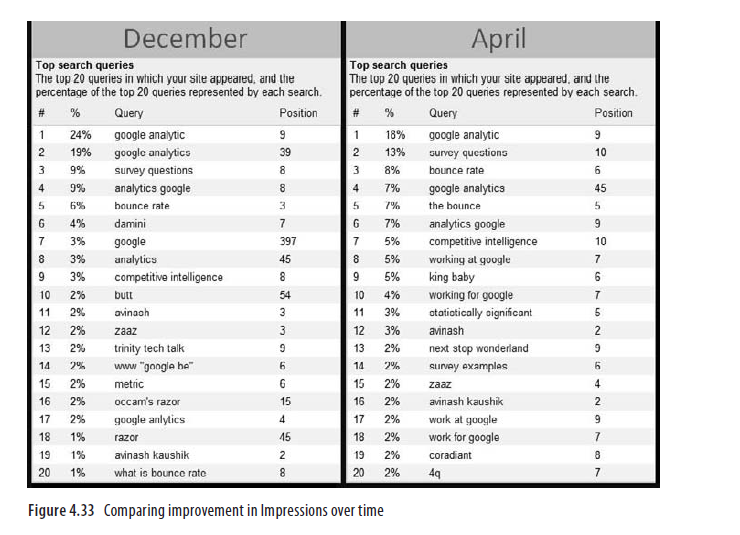 December
Top search queries
The top 20 queries in which your site appeared, and the
percentage of the top 20 queries represented by each search.
# % Query Position
1 24% google analytic 9
2 19% google analytics 39
3 9% survey questions 8
4 9% analytics google 8
5 6% bounce rate 3
6 4% damini 7
7 3% google 397
8 3% analytics 45
9 3% competitive intelligence 8
10 2% butt 54
11 2% avinash 3
12 2% zaaz 3
13 2% trinity tech talk 9
14 2% www "google be" 6
15 2% metric 6
16 2% occam's razor 15
17 2% google anlytics 4
18 1% razor 45
19 1% avinash kaushik 2
20 1% what is bounce rate 8
April
Top search queries
The top 20 queries in which your site appeared, and the
percentage of the top 20 queries represented by each search.
# % Query Position
1 18% google analytic 9
2 13% survey questions 10
3 8% bounce rate 6
4 7% google analytics 45
5 7% the bounce 5
6 7% analytics google 9
7 5% competitive intelligence 10
8 5% working at google 7
9 5% king baby 6
10 4% working for google 7
11 3% statistically significant 5
12 3% avinash 2
13 2% next stop wonderland 9
14 2% survey examples 6
15 2% zaaz 4
16 2% avinash kaushik 2
17 2% work at google 9
18 2% work for google 7
19 2% coradiant 8
20 2% 4q 7
Figure 4.33 Comparing improvement in Impressions over time